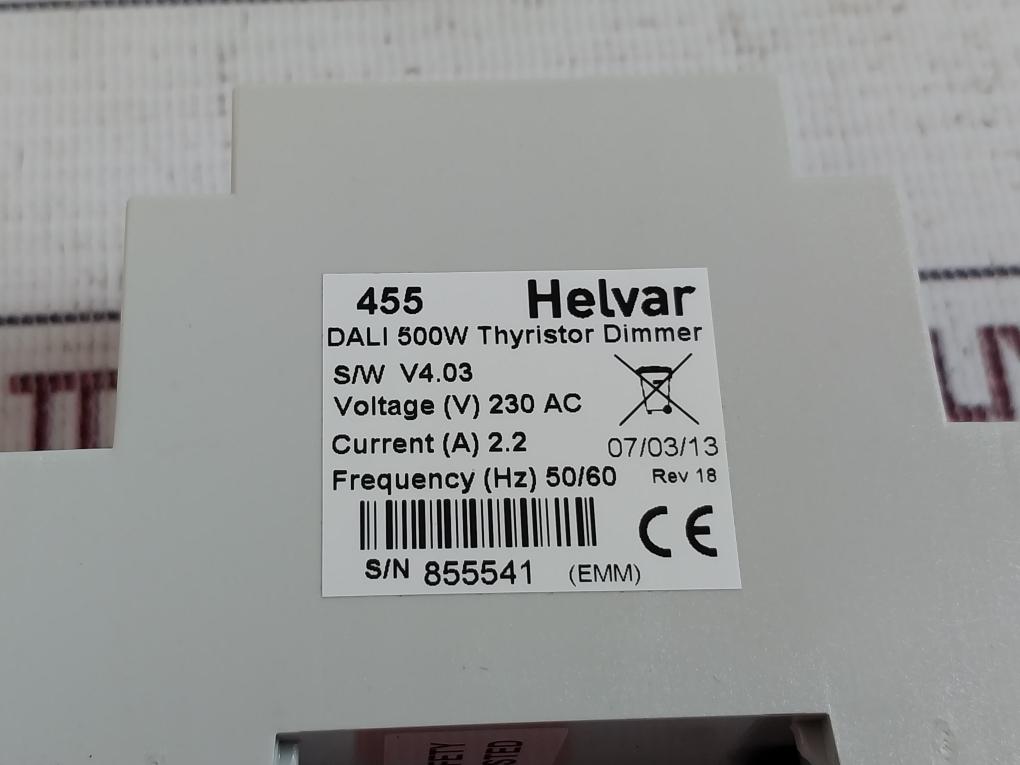 455 Helvar
DALI 500W Thyristor Dimmer
S/W V4.03
Voltage (V) 230 AC
Current (A) 2.2 07/03/13
Frequency (Hz) 50/60 Rev 18
CE
S/N 855541 (EMM)